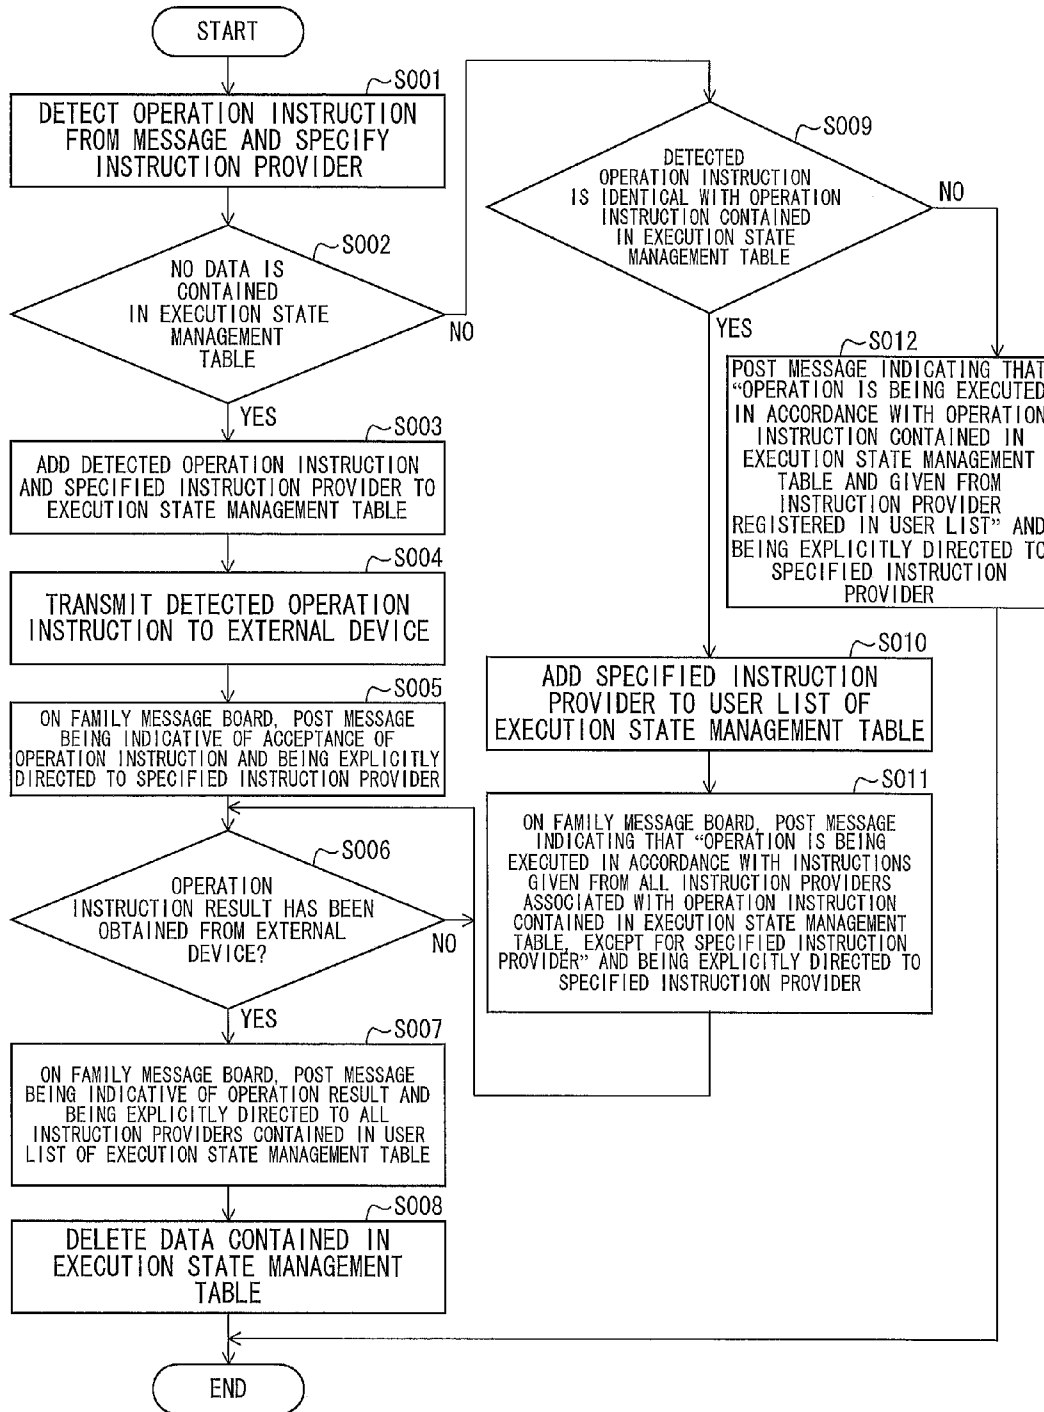 START
S001
DETECT OPERATION INSTRUCTION
FROM MESSAGE AND SPECIFY
INSTRUCTION PROVIDER
S002
NO DATA IS
CONTAINED
IN EXECUTION STATE
MANAGEMENT
TABLE
NO
YES
S003
ADD DETECTED OPERATION INSTRUCTION
AND SPECIFIED INSTRUCTION PROVIDER TO
EXECUTION STATE MANAGEMENT TABLE
S004
TRANSMIT DETECTED OPERATION
INSTRUCTION TO EXTERNAL DEVICE
S005
ON FAMILY MESSAGE BOARD, POST MESSAGE
BEING INDICATIVE OF ACCEPTANCE OF
OPERATION INSTRUCTION AND BEING EXPLICITLY
DIRECTED TO SPECIFIED INSTRUCTION PROVIDER
S006
OPERATION
INSTRUCTION RESULT HAS BEEN
OBTAINED FROM EXTERNAL
DEVICE?
NO
YES
S007
ON FAMILY MESSAGE BOARD, POST MESSAGE
BEING INDICATIVE OF OPERATION RESULT AND
BEING EXPLICITLY DIRECTED TO ALL
INSTRUCTION PROVIDERS CONTAINED IN USER
LIST OF EXECUTION STATE MANAGEMENT TABLE
S008
DELETE DATA CONTAINED IN
EXECUTION STATE MANAGEMENT
TABLE
END
S009
DETECTED
OPERATION INSTRUCTION
IS IDENTICAL WITH OPERATION
INSTRUCTION CONTAINED
IN EXECUTION STATE
MANAGEMENT TABLE
NO
YES
S012
POST MESSAGE INDICATING THAT
“OPERATION IS BEING EXECUTED
IN ACCORDANCE WITH OPERATION
INSTRUCTION CONTAINED IN
EXECUTION STATE MANAGEMENT
TABLE AND GIVEN FROM
INSTRUCTION PROVIDER
REGISTERED IN USER LIST” AND
BEING EXPLICITLY DIRECTED TO
SPECIFIED INSTRUCTION
PROVIDER
S010
ADD SPECIFIED INSTRUCTION
PROVIDER TO USER LIST OF
EXECUTION STATE MANAGEMENT TABLE
S011
ON FAMILY MESSAGE BOARD, POST MESSAGE
INDICATING THAT “OPERATION IS BEING
EXECUTED IN ACCORDANCE WITH INSTRUCTIONS
GIVEN FROM ALL INSTRUCTION PROVIDERS
ASSOCIATED WITH OPERATION INSTRUCTION
CONTAINED IN EXECUTION STATE MANAGEMENT
TABLE, EXCEPT FOR SPECIFIED INSTRUCTION
PROVIDER” AND BEING EXPLICITLY DIRECTED TO
SPECIFIED INSTRUCTION PROVIDER